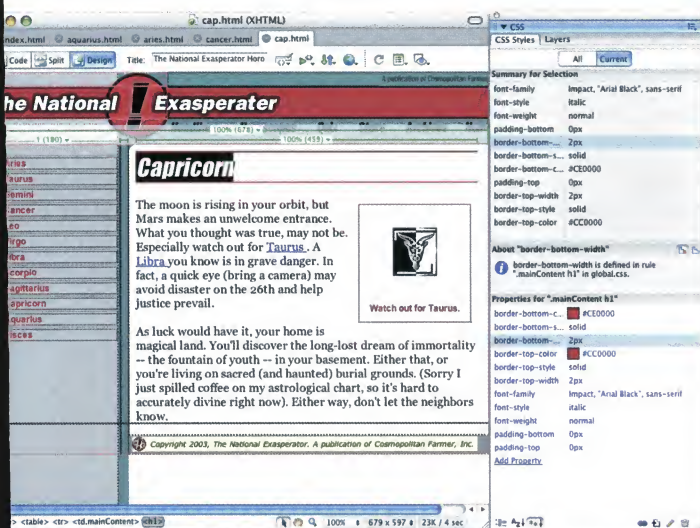 cap.html (XHTML)
ndex.html aquarius.html aries.html cancer.html cap.html
Code Split Design Title: The National Exasperator Horo
A publication of Cosmopolitan Farmer
he National ! Exasperater
1 (180) 100% (678) 100% (459)
Capricorn
The moon is rising in your orbit, but
Mars makes an unwelcome entrance.
What you thought was true, may not be.
Especially watch out for Taurus . A
Libra you know is in grave danger. In
fact, a quick eye (bring a camera) may
avoid disaster on the 26th and help
justice prevail.
Watch out for Taurus.
As luck would have it, your home is
magical land. You'll discover the long-lost dream of immortality
-- the fountain of youth -- in your basement. Either that, or
you're living on sacred (and haunted) burial grounds. (Sorry I
just spilled coffee on my astrological chart, so it's hard to
accurately divine right now). Either way, don't let the neighbors
know.
Copyright 2003, The National Exasperator. A publication of Cosmopolitan Farmer, Inc.
ries
aurus
emini
ancer
eo
irgo
ibra
corpio
agittarius
apricorn
quarius
isces
> <table> <tr> <td.mainContent> <h1>
100% 679 x 597 23K / 4 sec
CSS
CSS Styles Layers
All Current
Summary for Selection
font-family Impact, "Arial Black", sans-serif
font-style italic
font-weight normal
padding-bottom 0px
border-bottom-... 2px
border-bottom-s... solid
border-bottom-c... #CE0000
padding-top 0px
border-top-width 2px
border-top-style solid
border-top-color #CC0000
About "border-bottom-width"
border-bottom-width is defined in rule
".mainContent h1" in global.css.
Properties for ".mainContent h1"
border-bottom-c... #CE0000
border-bottom-s... solid
border-bottom-... 2px
border-top-color #CC0000
border-top-style solid
border-top-width 2px
font-family Impact, "Arial Black", sans-serif
font-style italic
font-weight normal
padding-bottom 0px
padding-top 0px
Add Property